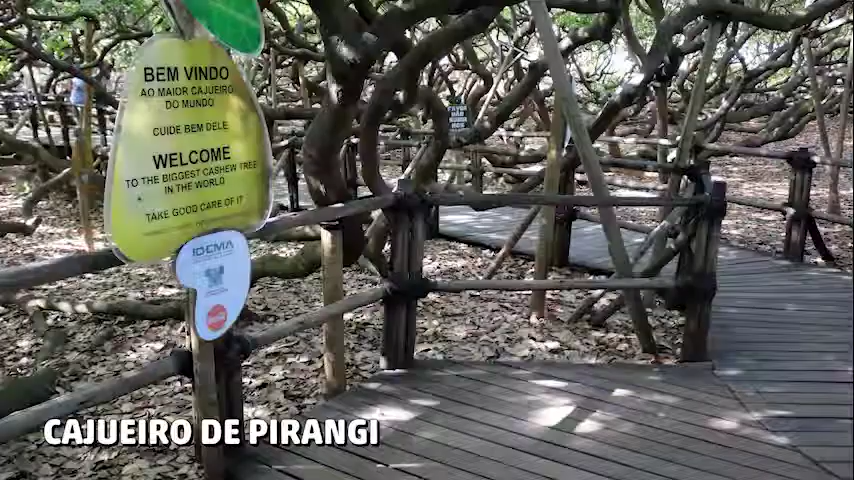 BEM VINDO
AO MAIOR CAJUEIRO
DO MUNDO
CUIDE BEM DELE
WELCOME
TO THE BIGGEST CASHEW TREE
IN THE WORLD
TAKE GOOD CARE OF IT
IDEMA
CAJUEIRO DE PIRANGI